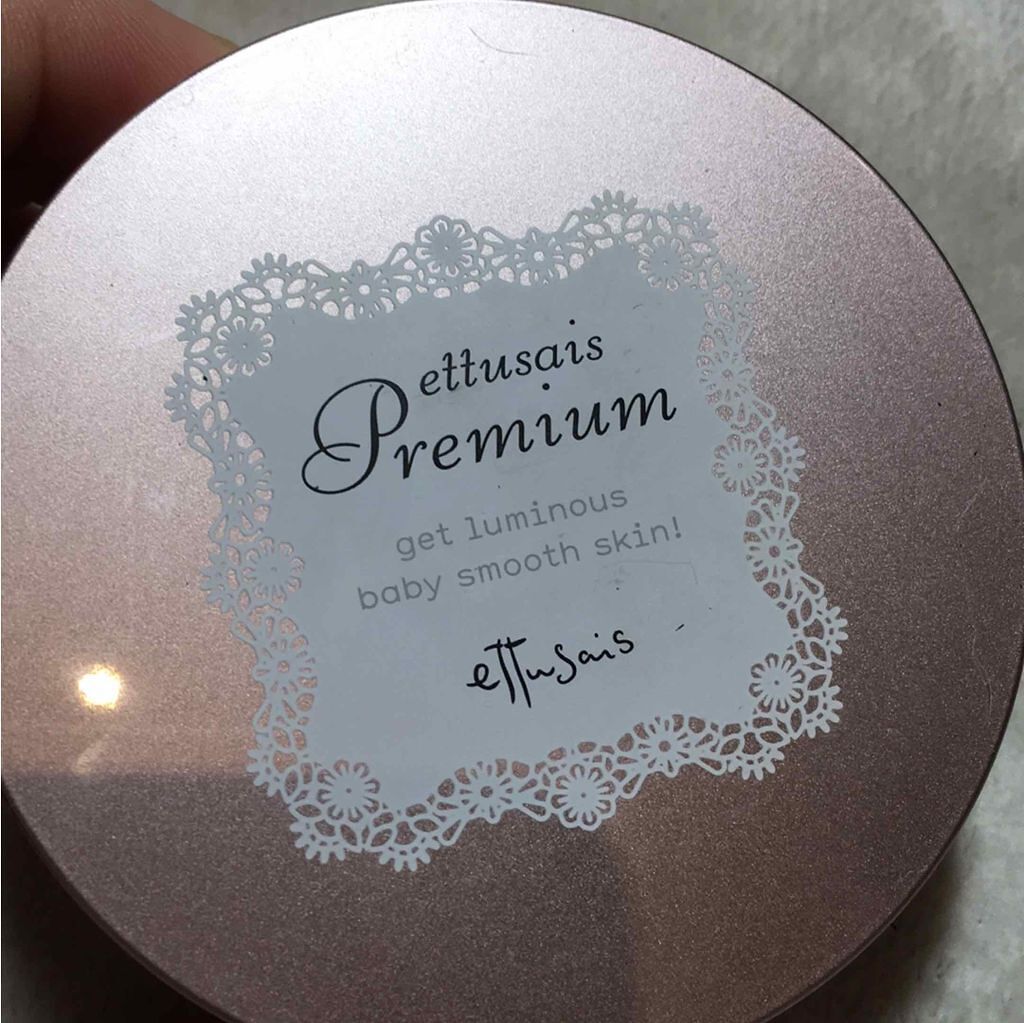 ettusais
Premium
get luminous
baby smooth skin!
ettusais